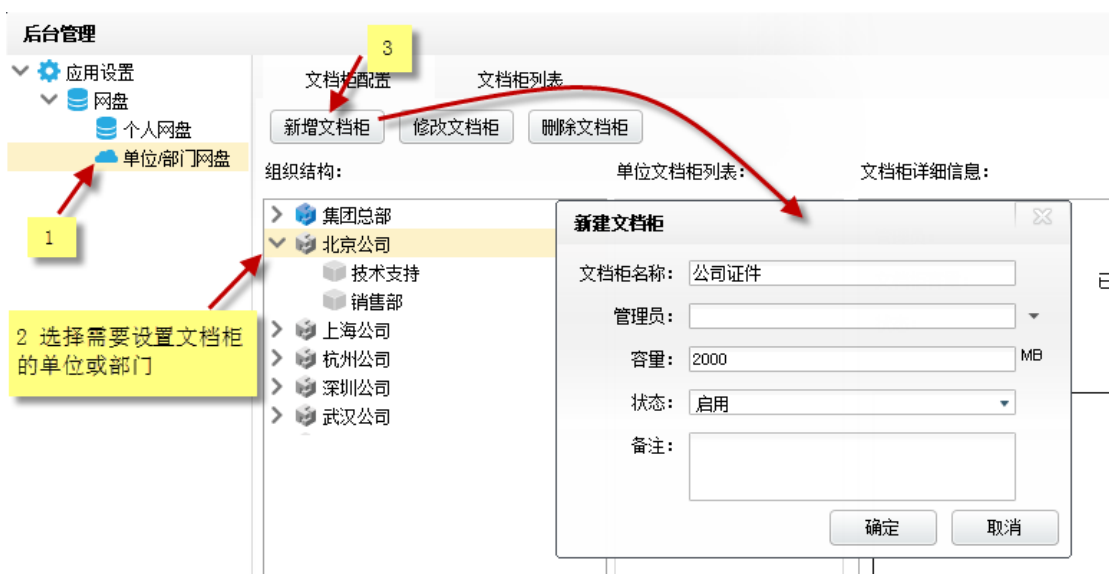 后台管理
3
应用设置
网盘
个人网盘
单位/部门网盘
1
2 选择需要设置文档柜
的单位或部门
文档柜配置 文档柜列表
新增文档柜 修改文档柜 删除文档柜
组织结构： 单位文档柜列表： 文档柜详细信息：
集团总部
北京公司
技术支持
销售部
上海公司
杭州公司
深圳公司
武汉公司
新建文档柜
文档柜名称： 公司证件
管理员：
容量： 2000 MB
状态： 启用
备注：
确定 取消